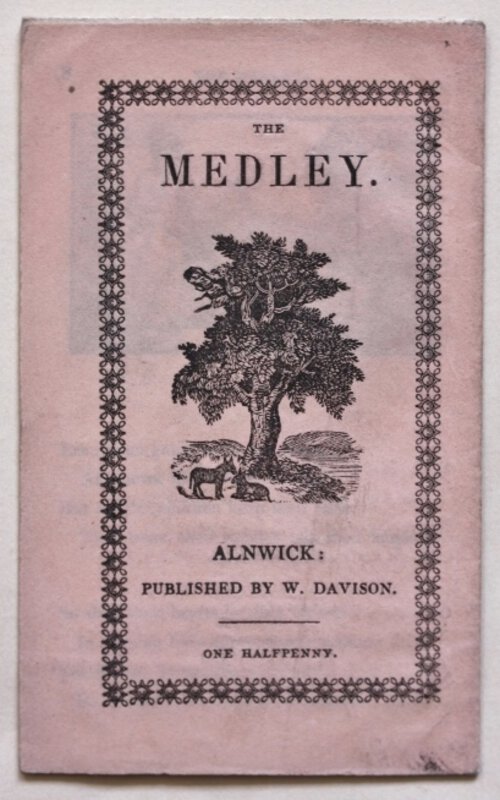 THE
MEDLEY.
ALNWICK:
PUBLISHED BY W. DAVISON.
ONE HALFPENNY.